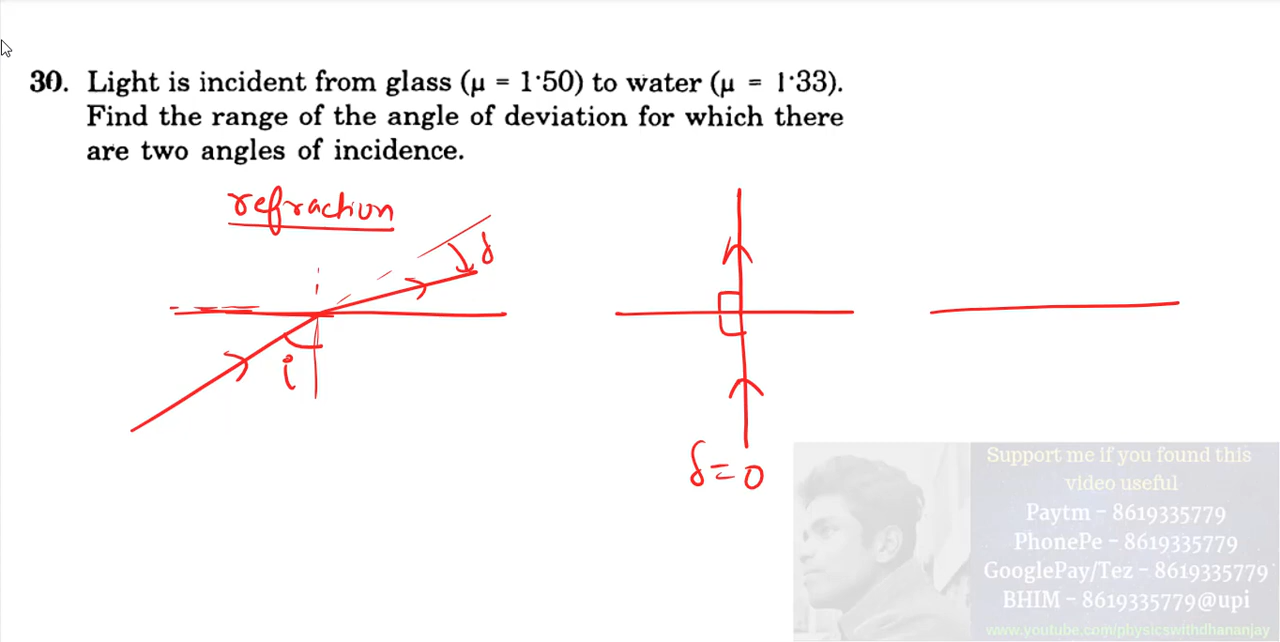 30. Light is incident from glass (μ = 1·50) to water (μ = 1·33).
Find the range of the angle of deviation for which there
are two angles of incidence.
refraction
δ
i
δ=0
Support me if you found this
video useful
Paytm - 8619335779
PhonePe - 8619335779
GooglePay/Tez - 8619335779
BHIM - 8619335779@upi
www.youtube.com/physicswithdhananjay